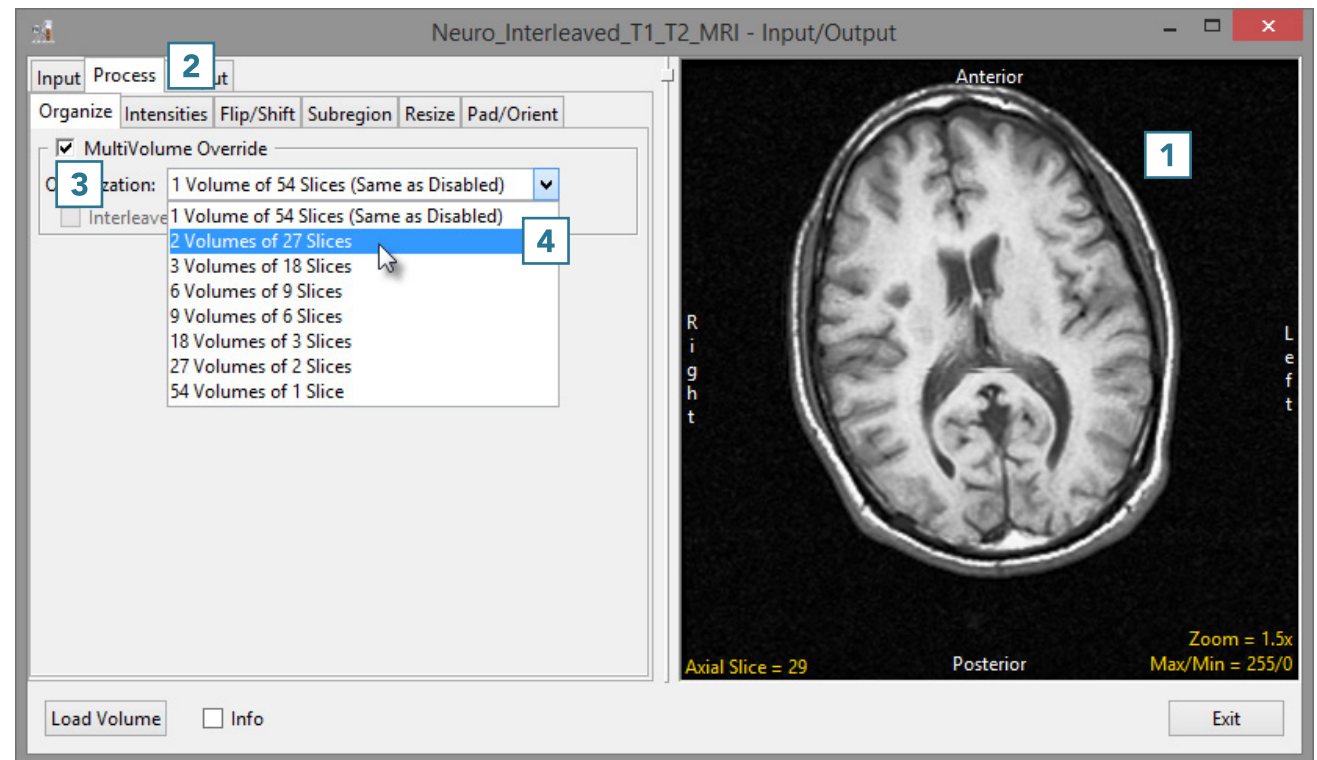 Neuro_Interleaved_T1_T2_MRI - Input/Output
Input Process 2 ut
Organize Intensities Flip/Shift Subregion Resize Pad/Orient
MultiVolume Override
3 zation: 1 Volume of 54 Slices (Same as Disabled)
Interleave
1 Volume of 54 Slices (Same as Disabled)
2 Volumes of 27 Slices
4
3 Volumes of 18 Slices
6 Volumes of 9 Slices
9 Volumes of 6 Slices
18 Volumes of 3 Slices
27 Volumes of 2 Slices
54 Volumes of 1 Slice
Anterior
1
Right
Left
Zoom = 1.5x
Axial Slice = 29
Posterior
Max/Min = 255/0
Load Volume
Info
Exit